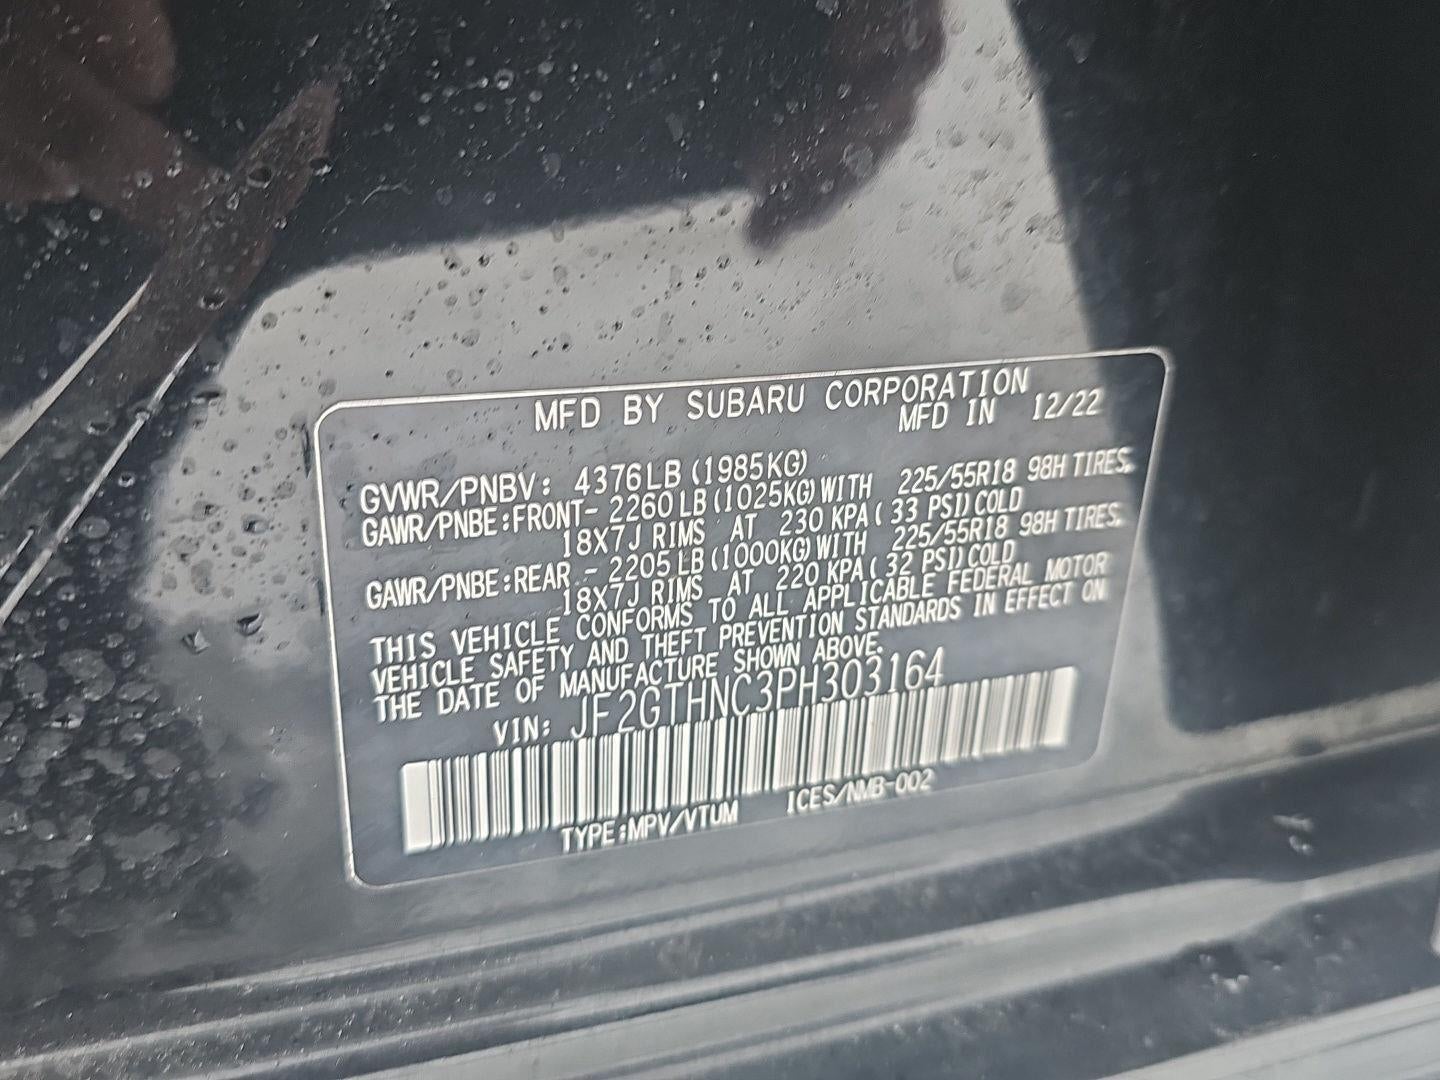 MFD BY SUBARU CORPORATION
MFD IN 12/22
GVWR/PNBV: 4376LB (1985KG)
GAWR/PNBE:FRONT- 2260LB (1025KG)WITH 225/55R18 98H TIRES,
18X7J RIMS AT 230 KPA( 33 PSI)COLD
GAWR/PNBE:REAR - 2205LB (1000KG)WITH 225/55R18 98H TIRES,
18X7J RIMS AT 220 KPA( 32 PSI)COLD
THIS VEHICLE CONFORMS TO ALL APPLICABLE FEDERAL MOTOR
VEHICLE SAFETY AND THEFT PREVENTION STANDARDS IN EFFECT ON
THE DATE OF MANUFACTURE SHOWN ABOVE.
VIN: JF2GTHNC3PH303164
TYPE:MPV/VTUM ICES/NMB-002